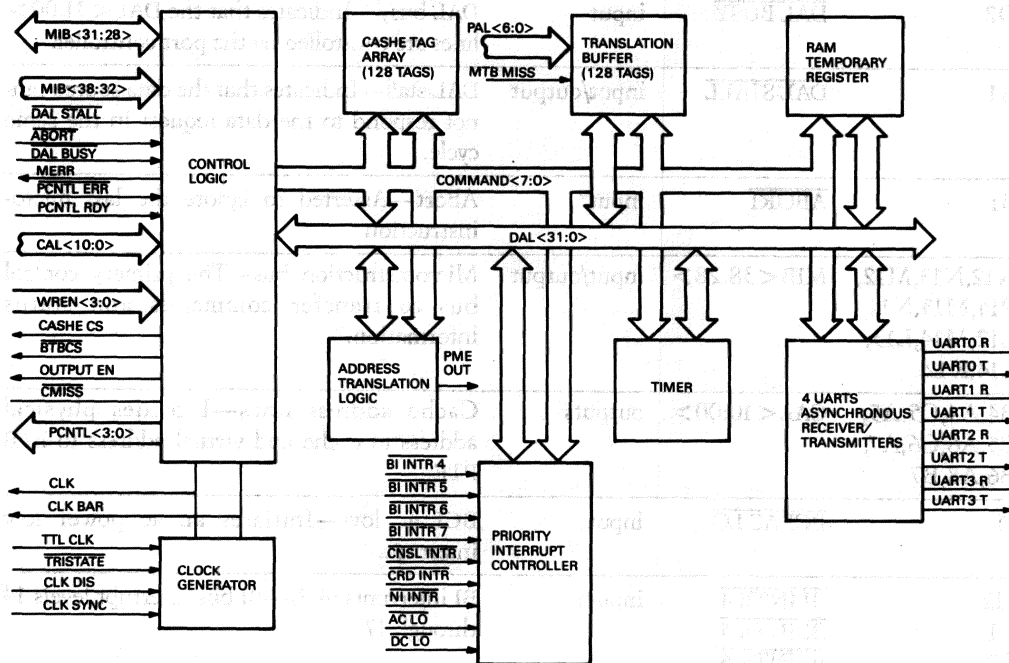 MIB<31:28>
MIB<38:32>
DAL STALL
ABORT
DAL BUSY
MERR
PCNTL ERR
PCNTL RDY
CAL<10:0>
WREN<3:0>
CASHE CS
BTBCS
OUTPUT EN
CMISS
PCNTL<3:0>
CLK
CLK BAR
TTL CLK
TRISTATE
CLK DIS
CLK SYNC
CONTROL
LOGIC
CLOCK
GENERATOR
CASHE TAG
ARRAY
(128 TAGS)
PAL<6:0>
MTB MISS
TRANSLATION
BUFFER
(128 TAGS)
RAM
TEMPORARY
REGISTER
COMMAND<7:0>
DAL<31:0>
ADDRESS
TRANSLATION
LOGIC
PME
OUT
TIMER
4 UARTS
ASYNCHRONOUS
RECEIVER/
TRANSMITTERS
UART0 R
UART0 T
UART1 R
UART1 T
UART2 R
UART2 T
UART3 R
UART3 T
BI INTR 4
BI INTR 5
BI INTR 6
BI INTR 7
CNSL INTR
CRD INTR
NI INTR
AC LO
DC LO
PRIORITY
INTERRUPT
CONTROLLER